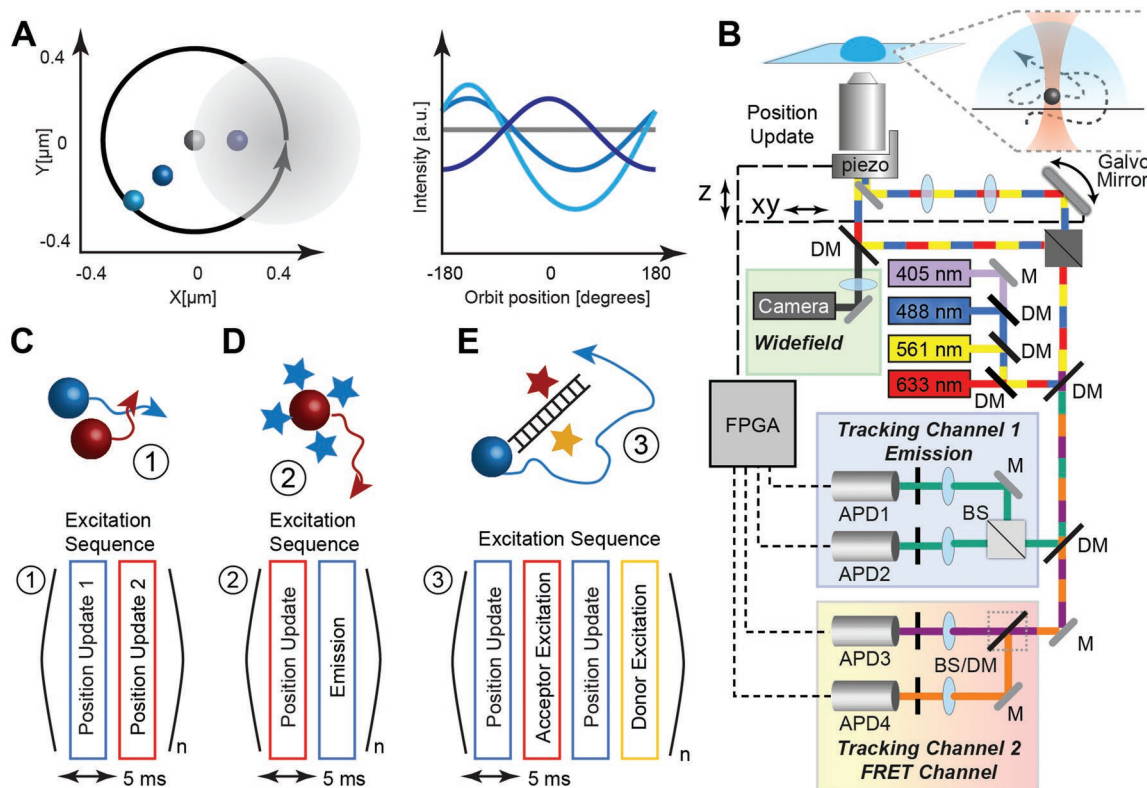 A
0.4
Y[µm]
0
-0.4
-0.4
0
0.4
X[µm]
Intensity [a.u.]
-180
0
180
Orbit position [degrees]
B
Position
Update
piezo
Galvo
Mirror
z
xy
DM
Camera
Widefield
405 nm
M
488 nm
DM
561 nm
DM
633 nm
DM
DM
FPGA
Tracking Channel 1
Emission
M
APD1
BS
APD2
DM
APD3
BS/DM
M
APD4
M
Tracking Channel 2
FRET Channel
C
1
Excitation
Sequence
1
Position Update 1
Position Update 2
n
5 ms
D
2
Excitation
Sequence
2
Position Update
Emission
n
5 ms
E
3
Excitation Sequence
3
Position Update
Acceptor Excitation
Position Update
Donor Excitation
n
5 ms